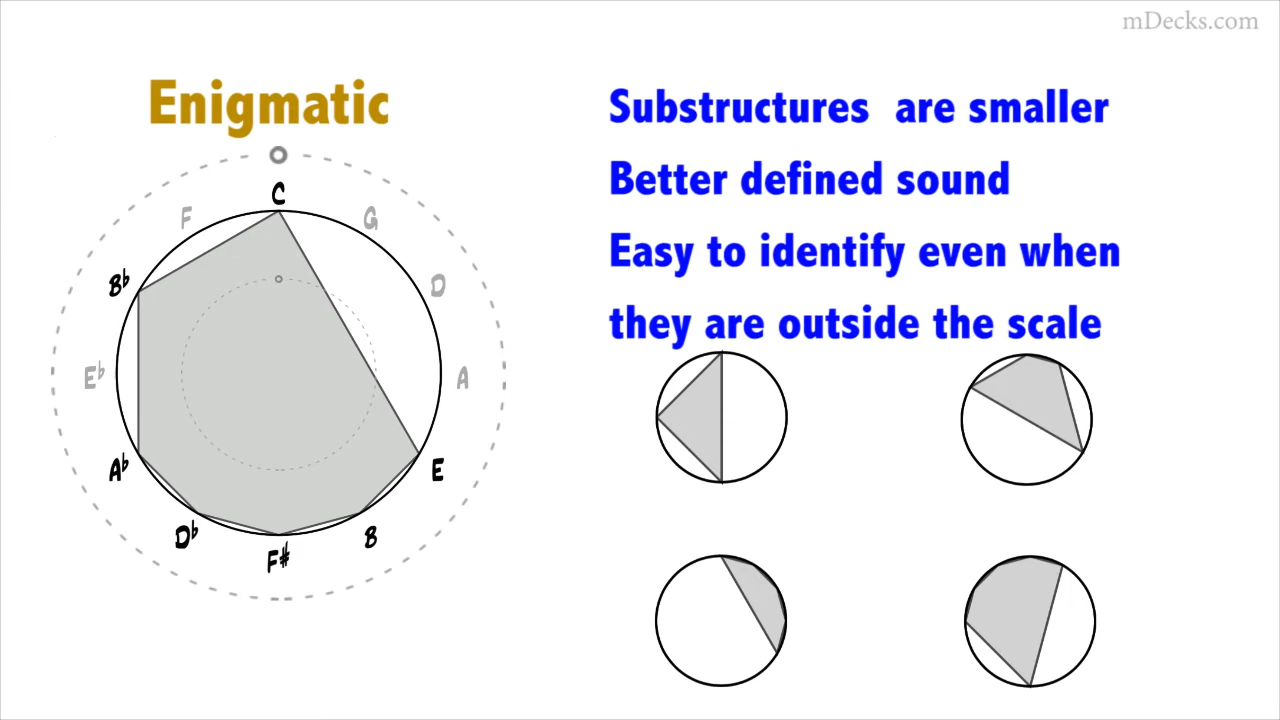 mDecks.com
Enigmatic
Substructures are smaller
Better defined sound
Easy to identify even when
they are outside the scale
C
F
G
B♭
D
E♭
A
A♭
E
D♭
B
F#